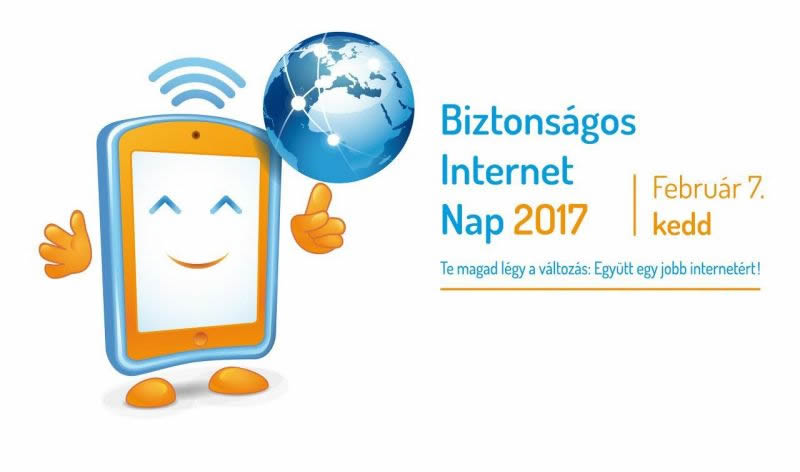 Biztonságos
Internet
Nap 2017
Február 7.
kedd
Te magad légy a változás: Együtt egy jobb internetért!